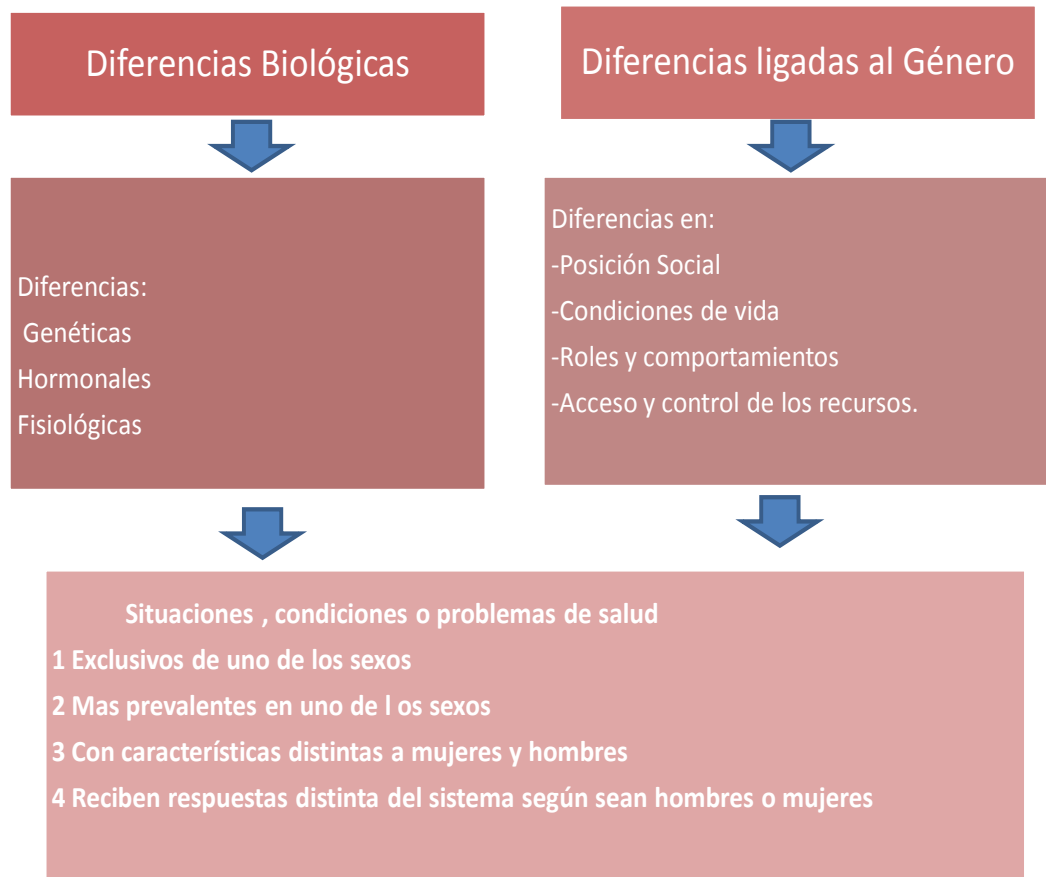 Diferencias Biológicas
Diferencias:
Genéticas
Hormonales
Fisiológicas
Diferencias ligadas al Género
Diferencias en:
-Posición Social
-Condiciones de vida
-Roles y comportamientos
-Acceso y control de los recursos.
Situaciones , condiciones o problemas de salud
1 Exclusivos de uno de los sexos
2 Mas prevalentes en uno de l os sexos
3 Con características distintas a mujeres y hombres
4 Reciben respuestas distinta del sistema según sean hombres o mujeres